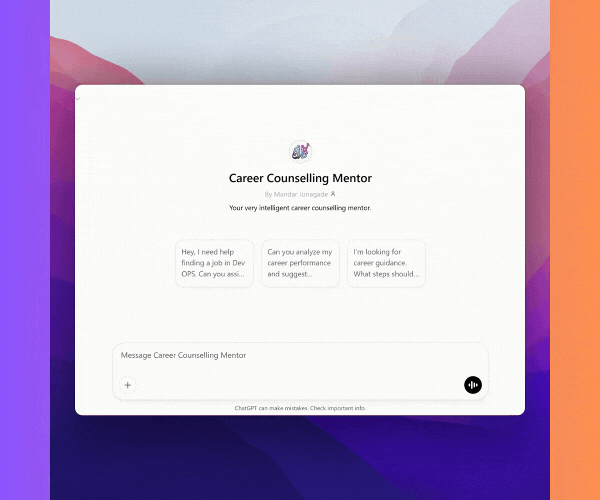 Career Counselling Mentor
By Mandar Junagade
Your very intelligent career counselling mentor.
Hey, I need help
finding a job in Dev
OPS. Can you assi...
Can you analyze my
career performance
and suggest...
I'm looking for
career guidance.
What steps should...
Message Career Counselling Mentor
ChatGPT can make mistakes. Check important info.